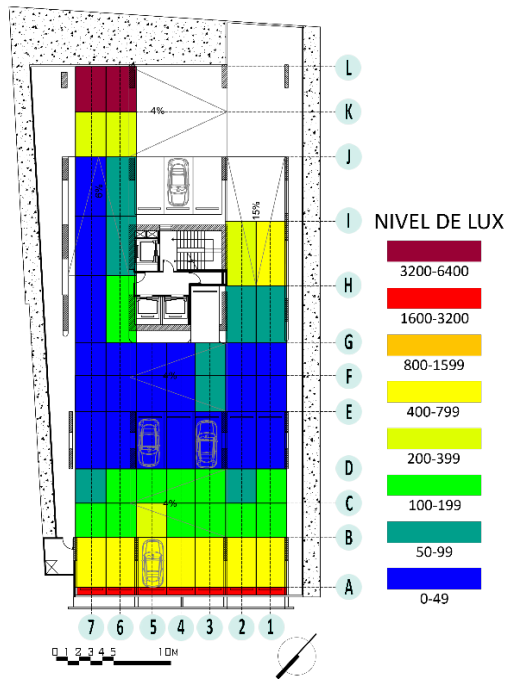 L
4%
K
J
6%
15%
I
NIVEL DE LUX
3200-6400
H
1600-3200
G
800-1599
4%
F
400-799
E
200-399
D
100-199
4%
C
50-99
B
0-49
A
7 6 5 4 3 2 1
0 1 2 3 4 5 10M